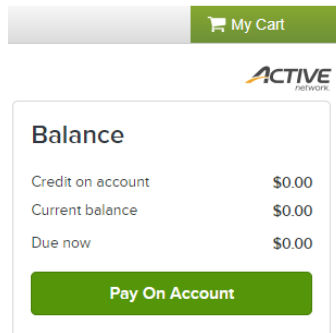 My Cart
ACTIVE
network
Balance
Credit on account $0.00
Current balance $0.00
Due now $0.00
Pay On Account